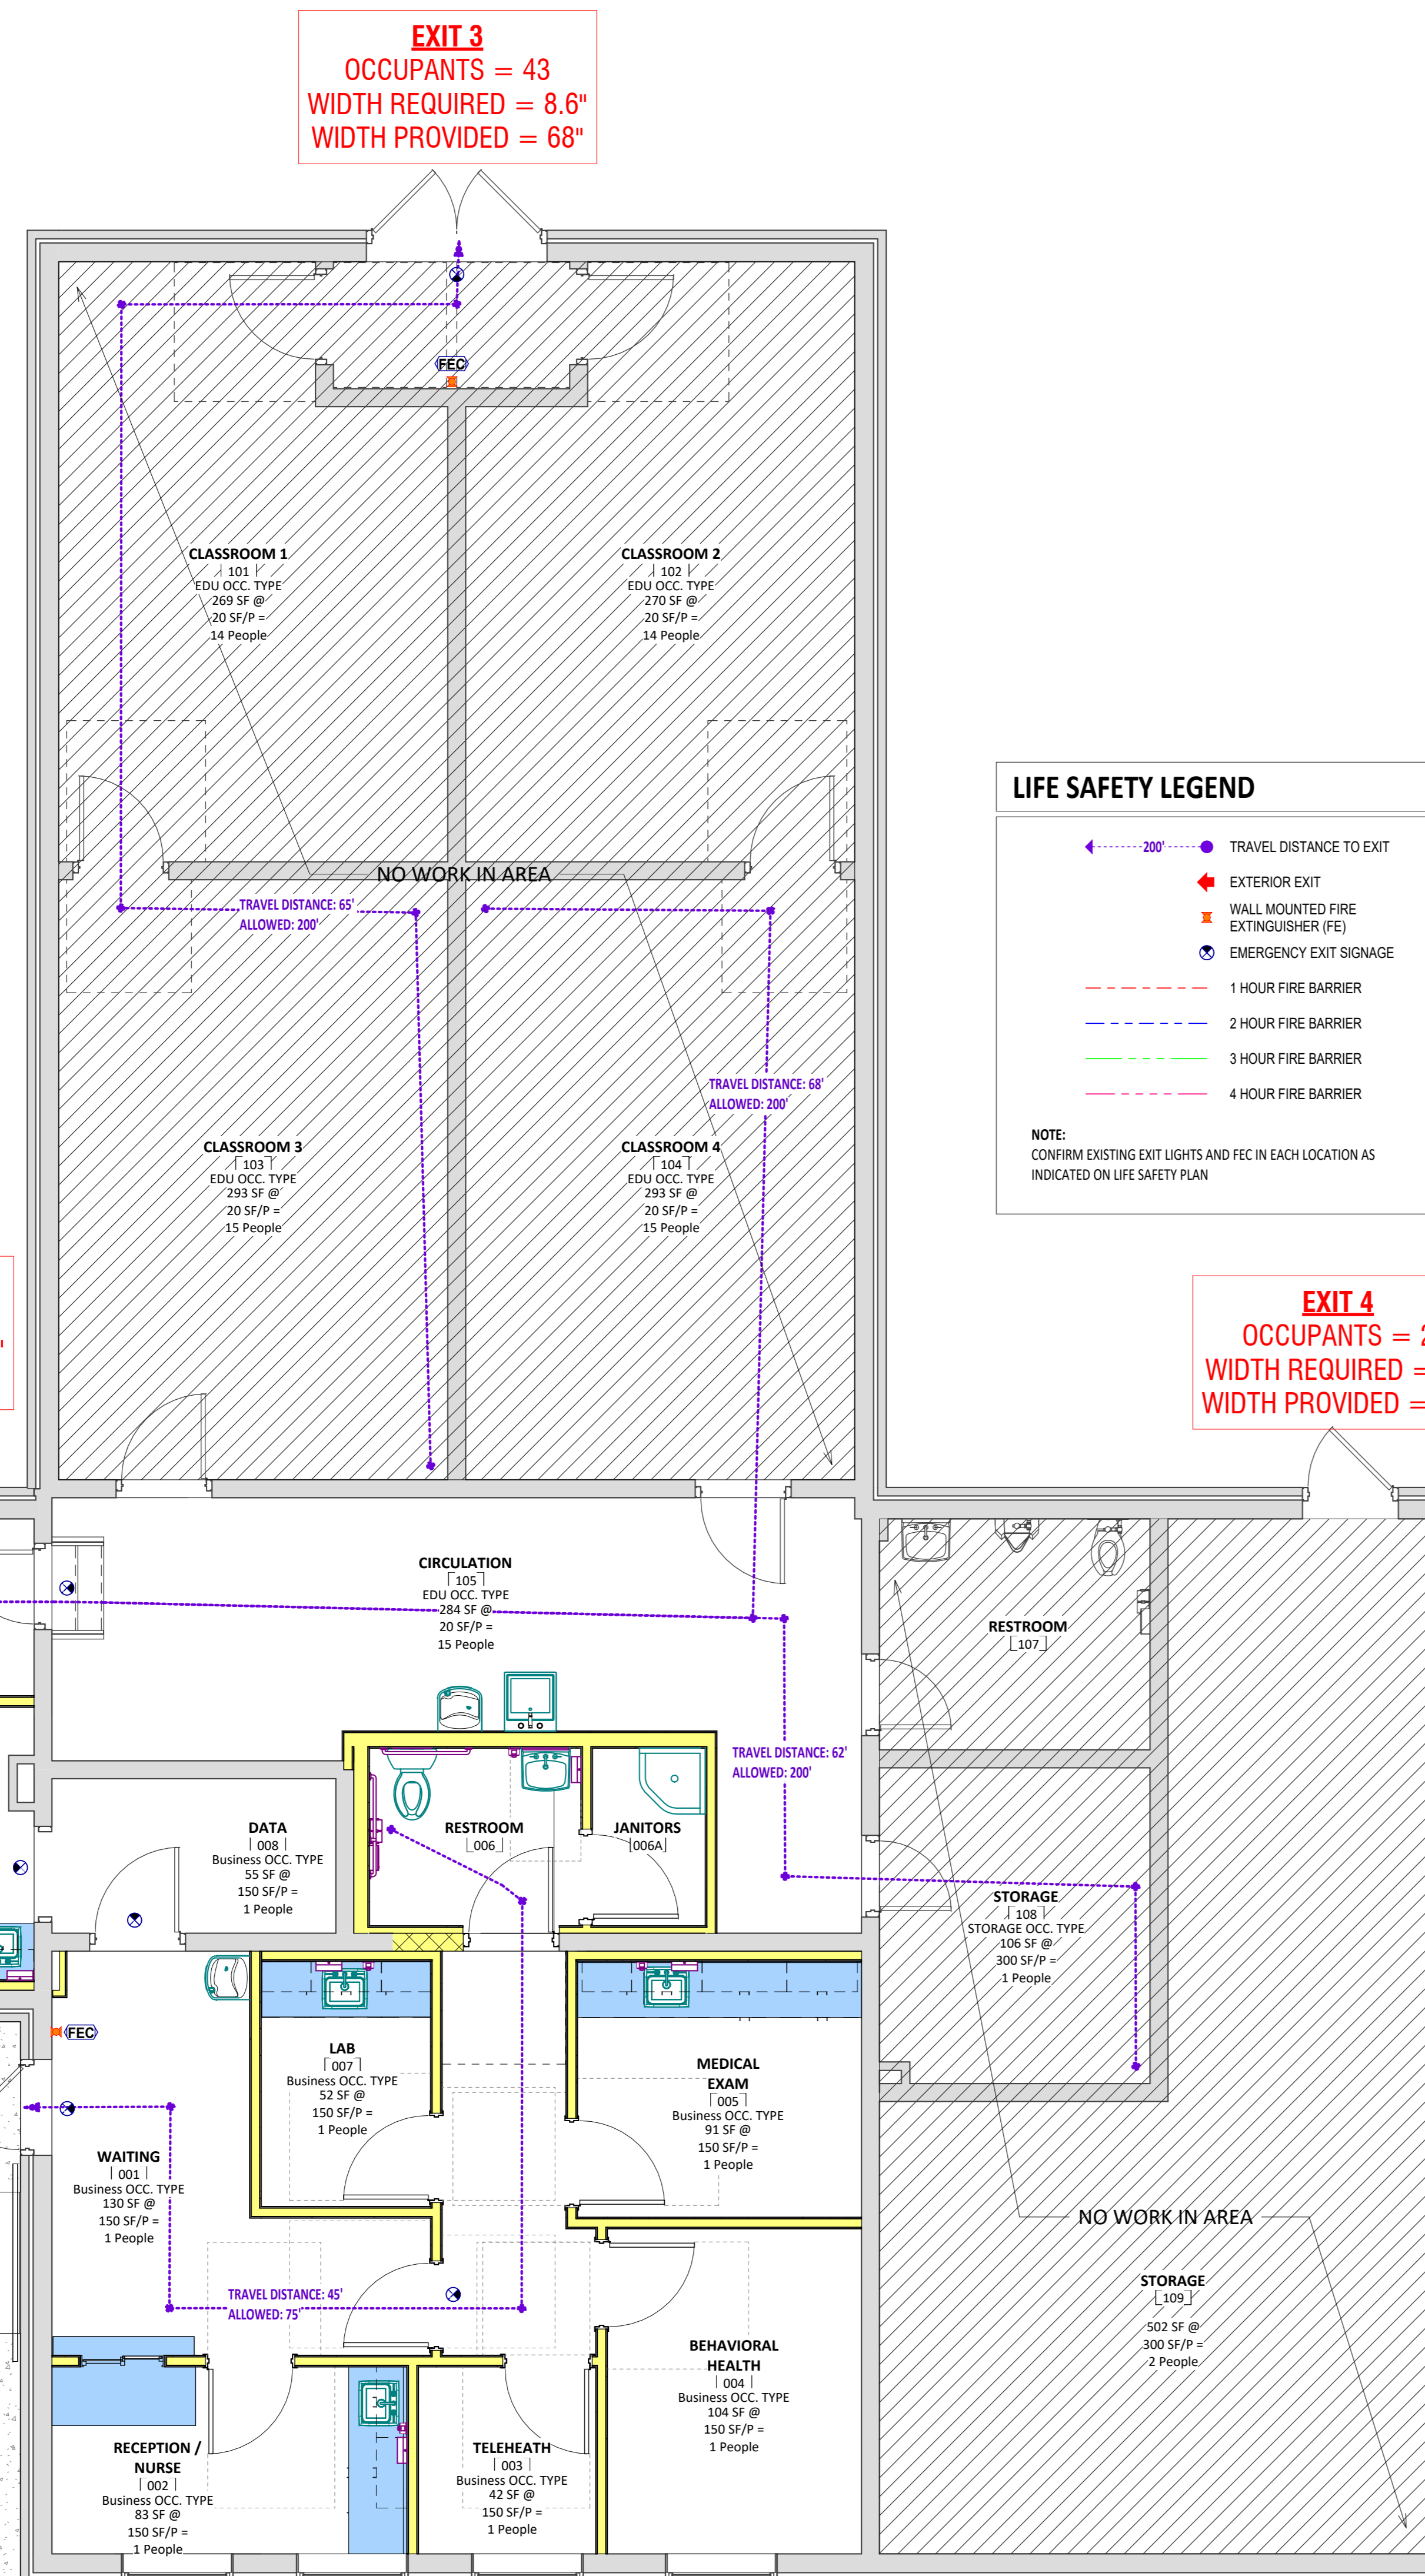 EXIT 3
OCCUPANTS = 43
WIDTH REQUIRED = 8.6"
WIDTH PROVIDED = 68"
FEC
CLASSROOM 1
101
EDU OCC. TYPE
269 SF @
20 SF/P =
14 People
CLASSROOM 2
102
EDU OCC. TYPE
270 SF @
20 SF/P =
14 People
NO WORK IN AREA
TRAVEL DISTANCE: 65'
ALLOWED: 200'
TRAVEL DISTANCE: 68'
ALLOWED: 200'
CLASSROOM 3
103
EDU OCC. TYPE
293 SF @
20 SF/P =
15 People
CLASSROOM 4
104
EDU OCC. TYPE
293 SF @
20 SF/P =
15 People
LIFE SAFETY LEGEND
200' TRAVEL DISTANCE TO EXIT
EXTERIOR EXIT
WALL MOUNTED FIRE
EXTINGUISHER (FE)
EMERGENCY EXIT SIGNAGE
1 HOUR FIRE BARRIER
2 HOUR FIRE BARRIER
3 HOUR FIRE BARRIER
4 HOUR FIRE BARRIER
NOTE:
CONFIRM EXISTING EXIT LIGHTS AND FEC IN EACH LOCATION AS
INDICATED ON LIFE SAFETY PLAN
"
EXIT 4
OCCUPANTS = 2
WIDTH REQUIRED =
WIDTH PROVIDED =
CIRCULATION
105
EDU OCC. TYPE
284 SF @
20 SF/P =
15 People
RESTROOM
107
TRAVEL DISTANCE: 62'
ALLOWED: 200'
DATA
008
Business OCC. TYPE
55 SF @
150 SF/P =
1 People
RESTROOM
006
JANITORS
006A
STORAGE
108
STORAGE OCC. TYPE
106 SF @
300 SF/P =
1 People
FEC
LAB
007
Business OCC. TYPE
52 SF @
150 SF/P =
1 People
MEDICAL
EXAM
005
Business OCC. TYPE
91 SF @
150 SF/P =
1 People
WAITING
001
Business OCC. TYPE
130 SF @
150 SF/P =
1 People
NO WORK IN AREA
STORAGE
109
502 SF @
300 SF/P =
2 People
TRAVEL DISTANCE: 45'
ALLOWED: 75'
BEHAVIORAL
HEALTH
004
Business OCC. TYPE
104 SF @
150 SF/P =
1 People
RECEPTION /
NURSE
002
Business OCC. TYPE
83 SF @
150 SF/P =
1 People
TELEHEATH
003
Business OCC. TYPE
42 SF @
150 SF/P =
1 People